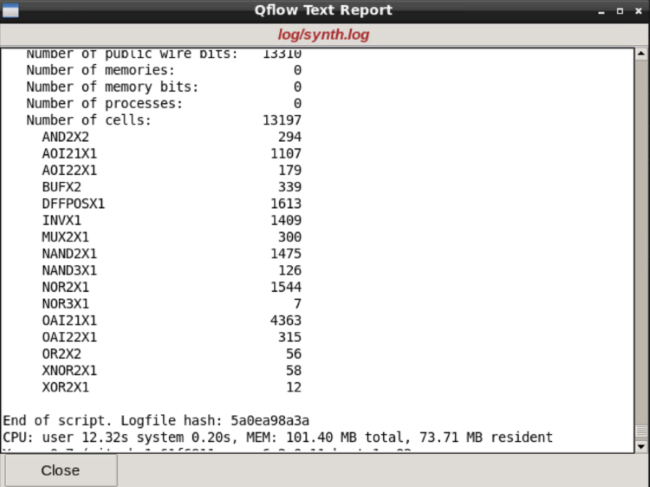 Qflow Text Report
log/synth.log
Number of public wire bits: 13310
Number of memories: 0
Number of memory bits: 0
Number of processes: 0
Number of cells: 13197
AND2X2 294
AOI21X1 1107
AOI22X1 179
BUFX2 339
DFFPOSX1 1613
INVX1 1409
MUX2X1 300
NAND2X1 1475
NAND3X1 126
NOR2X1 1544
NOR3X1 7
OAI21X1 4363
OAI22X1 315
OR2X2 56
XNOR2X1 58
XOR2X1 12
End of script. Logfile hash: 5a0ea98a3a
CPU: user 12.32s system 0.20s, MEM: 101.40 MB total, 73.71 MB resident
Close